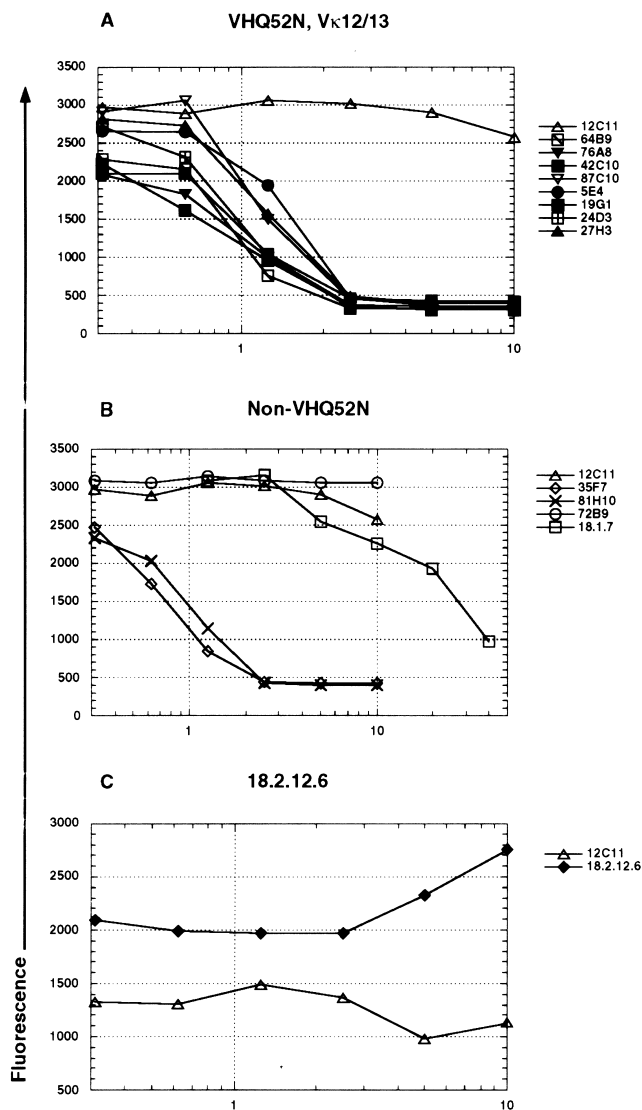 A
VHQ52N, Vκ12/13
3500
3000
2500
2000
1500
1000
500
0
1
10
12C11
64B9
76A8
42C10
87C10
5E4
19G1
24D3
27H3
B
Non-VHQ52N
3500
3000
2500
2000
1500
1000
500
0
1
10
12C11
35F7
81H10
72B9
18.1.7
C
18.2.12.6
3000
2500
2000
1500
1000
500
1
10
12C11
18.2.12.6
Fluorescence